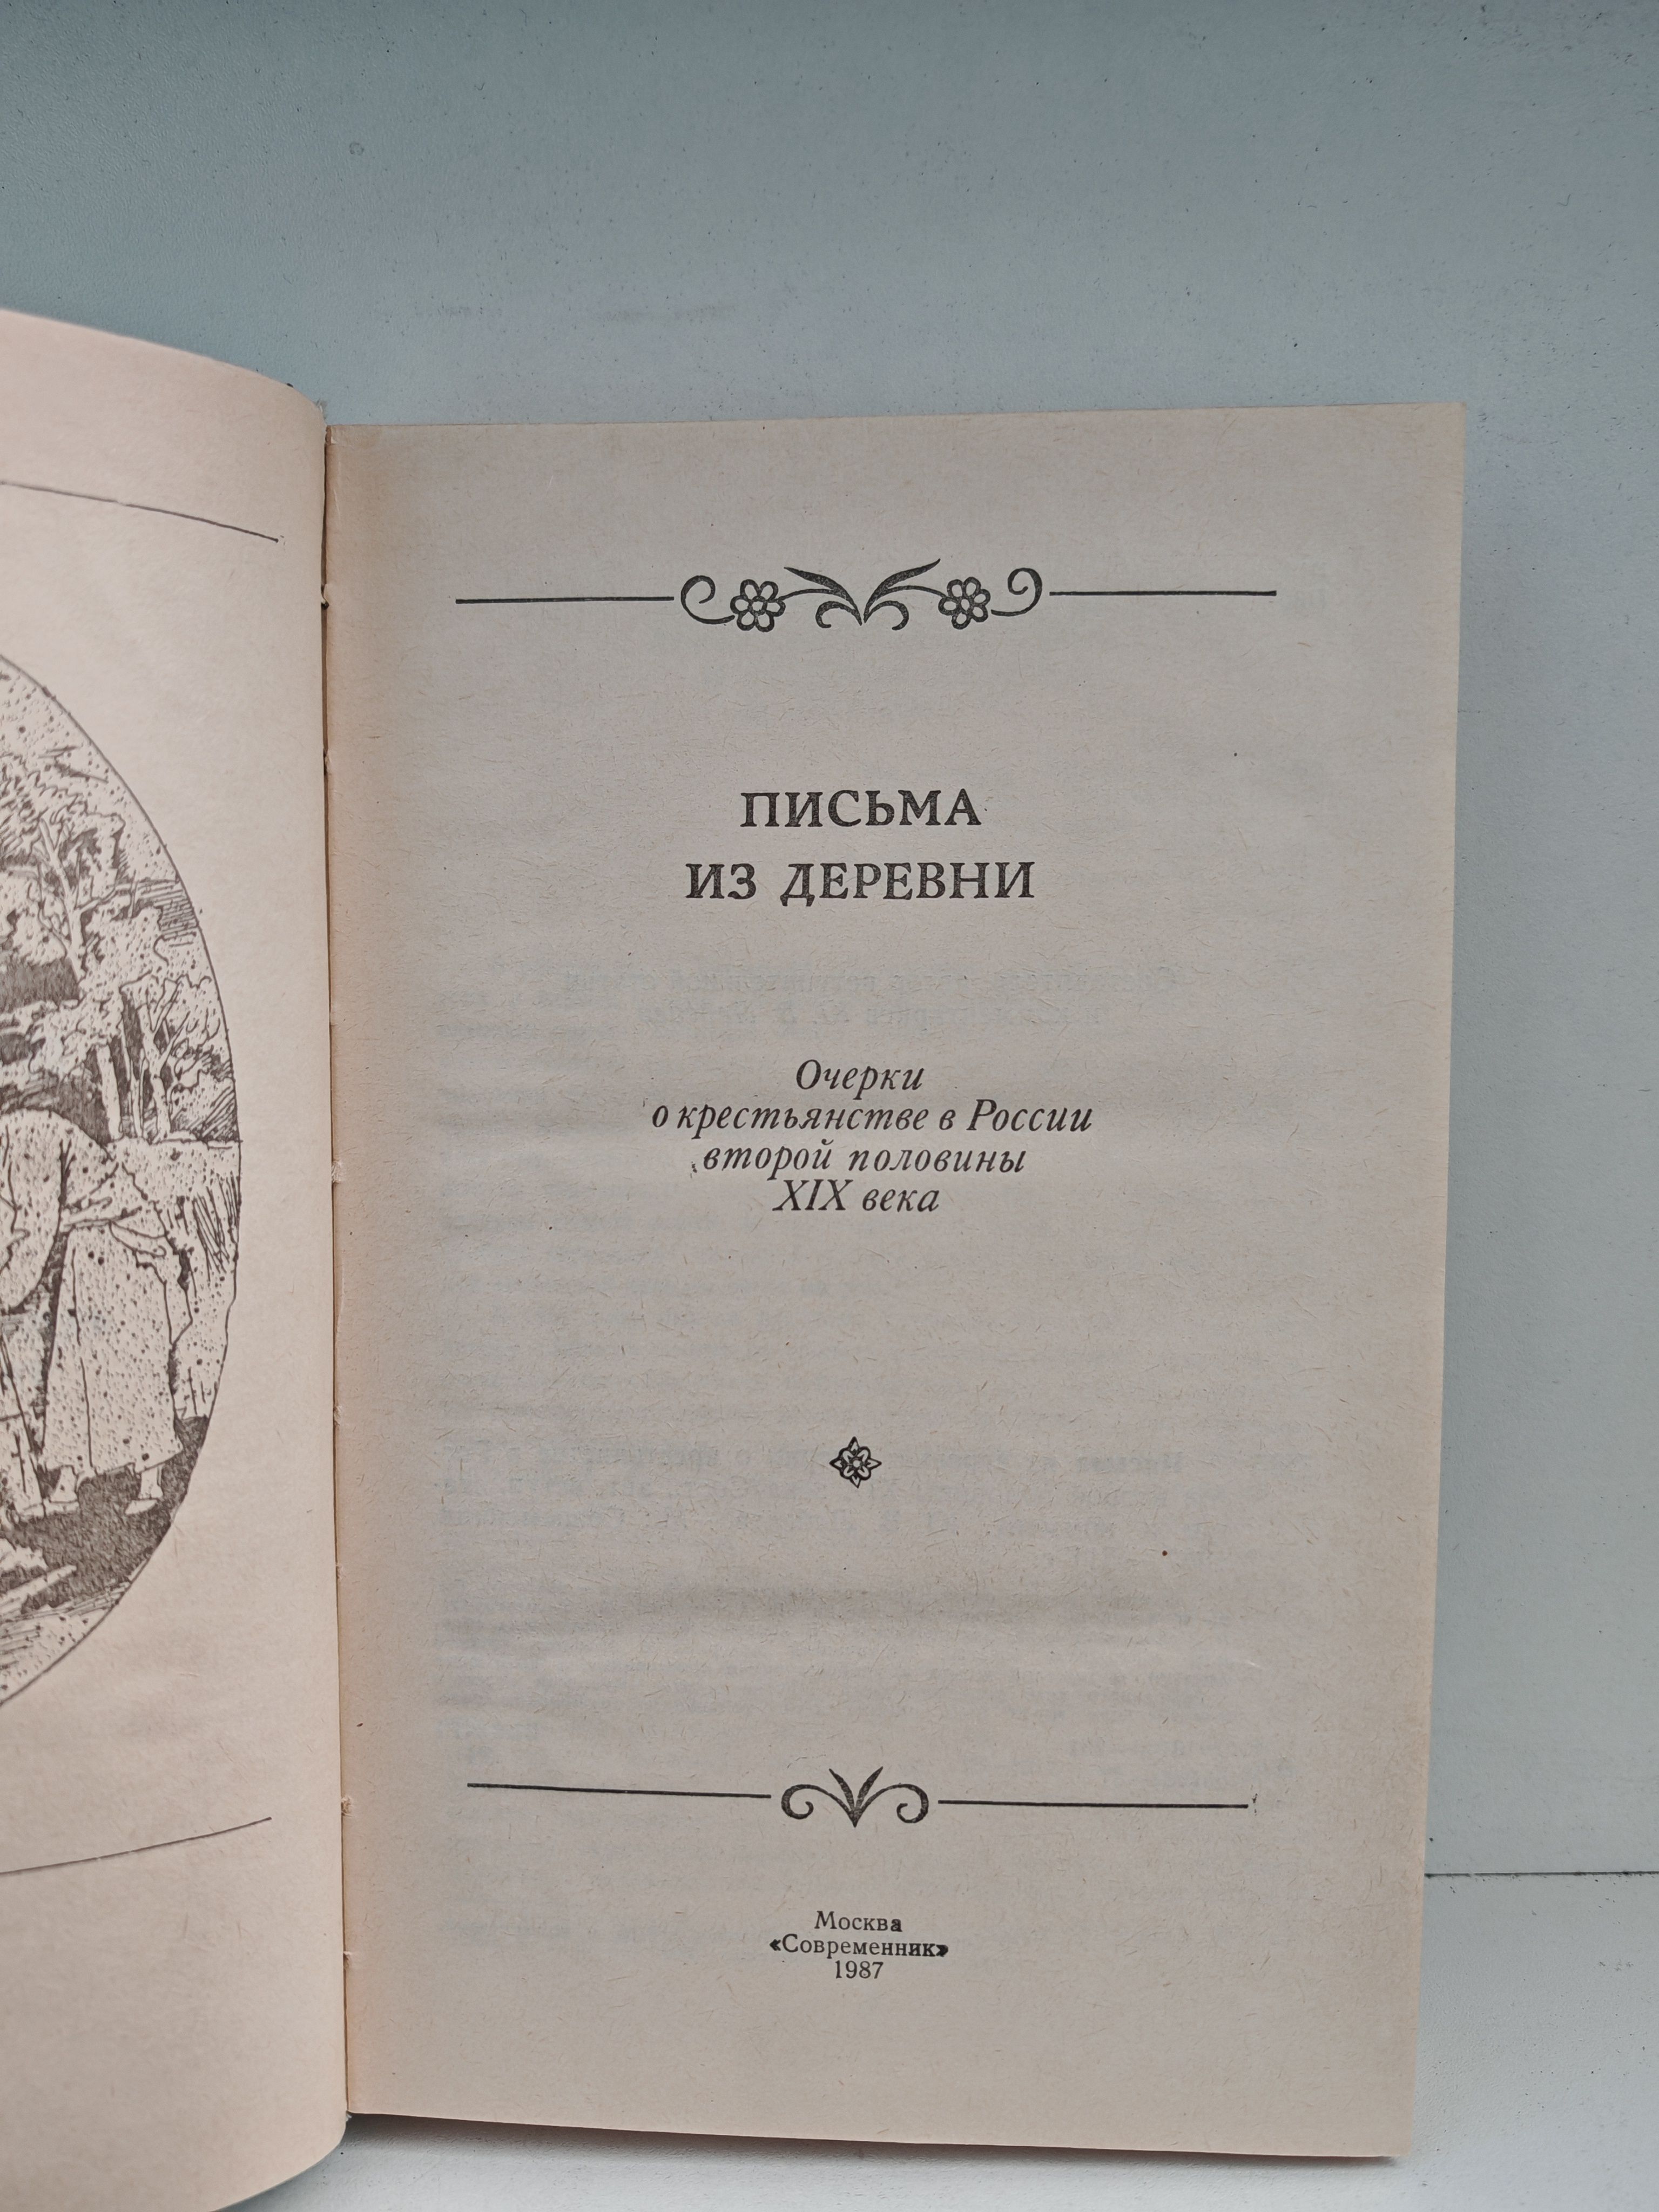 ПИСЬМА
ИЗ ДЕРЕВНИ
Очерки
о крестьянстве в России
второй половины
XIX века
Москва
«Современник»
1987